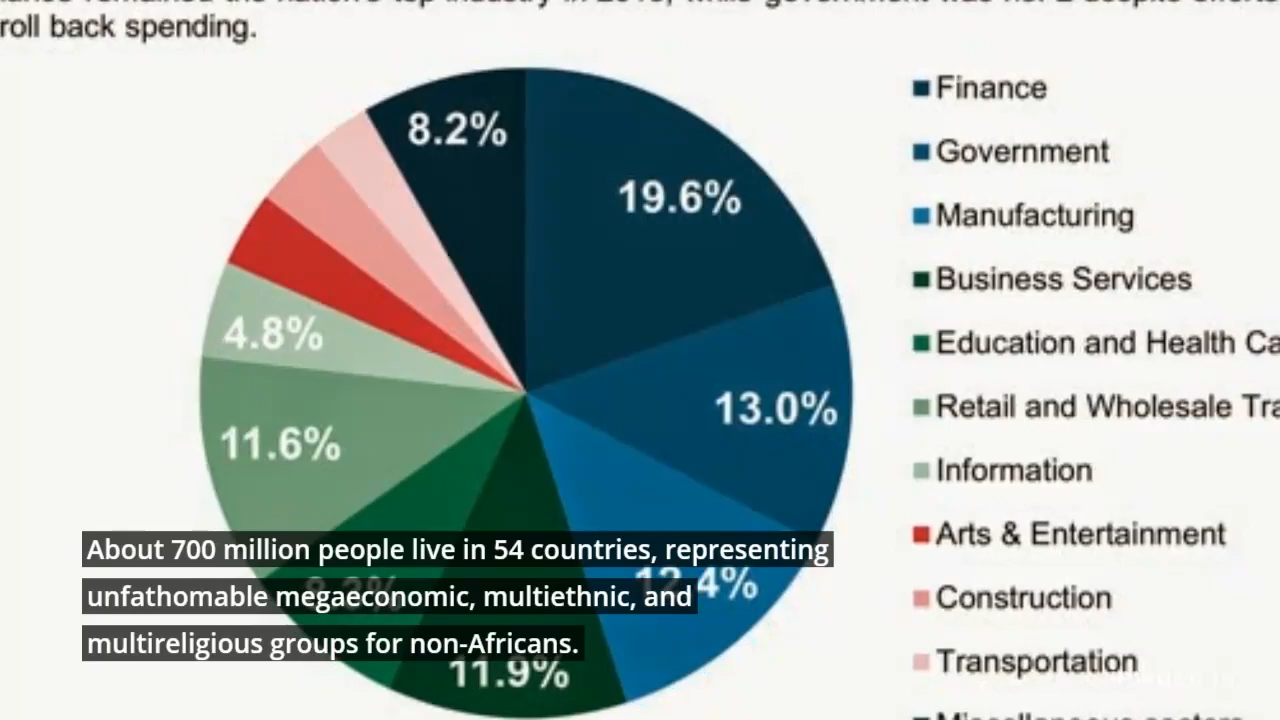 roll back spending.
8.2%
19.6%
13.0%
12.4%
11.9%
11.6%
4.8%
Finance
Government
Manufacturing
Business Services
Education and Health Ca
Retail and Wholesale Tra
Information
Arts & Entertainment
Construction
Transportation
About 700 million people live in 54 countries, representing
unfathomable megaeconomic, multiethnic, and
multireligious groups for non-Africans.